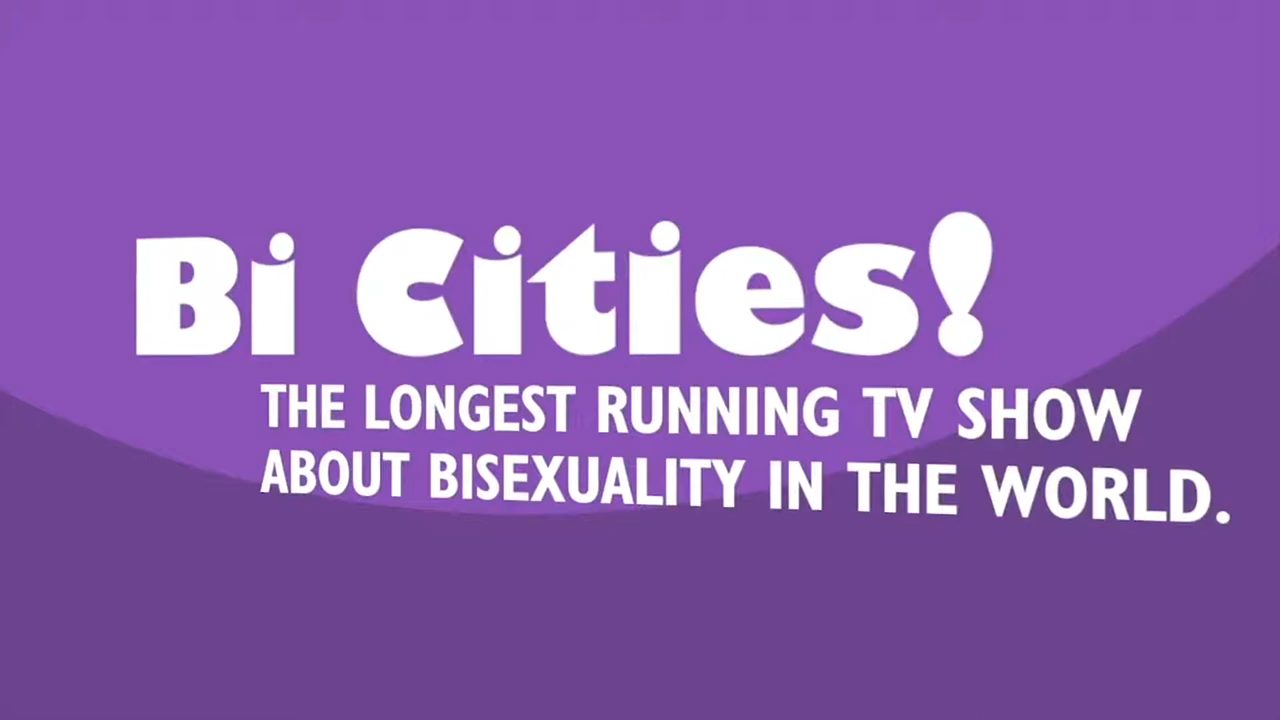 Bi Cities!
THE LONGEST RUNNING TV SHOW
ABOUT BISEXUALITY IN THE WORLD.